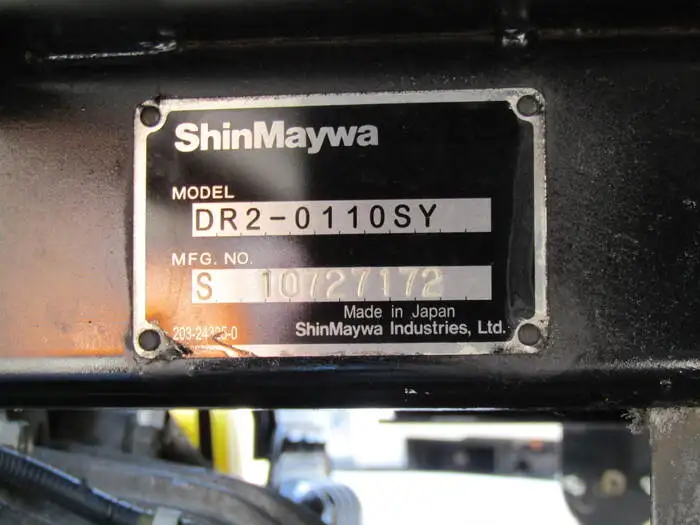 ShinMaywa
MODEL
DR2-0110SY
MFG. NO.
S 10727172
Made in Japan
ShinMaywa Industries, Ltd.